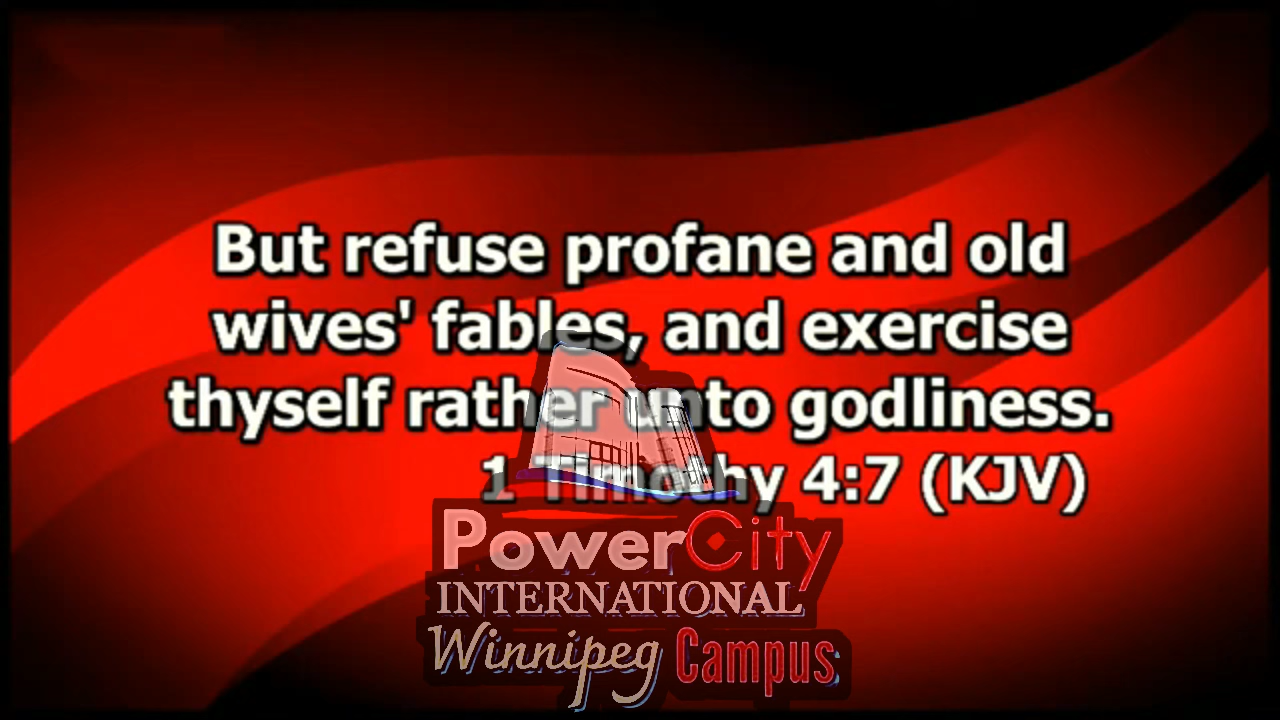 But refuse profane and old
wives' fables, and exercise
thyself rather unto godliness.
1 Timothy 4:7 (KJV)
PowerCity
INTERNATIONAL
Winnipeg Campus